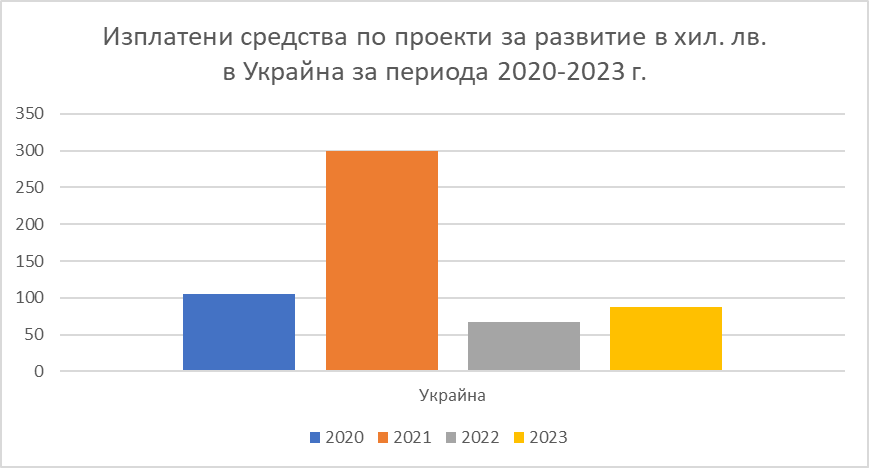 Изплатени средства по проекти за развитие в хил. лв.
в Украйна за периода 2020-2023 г.
350
300
250
200
150
100
50
0
Украйна
2020 2021 2022 2023